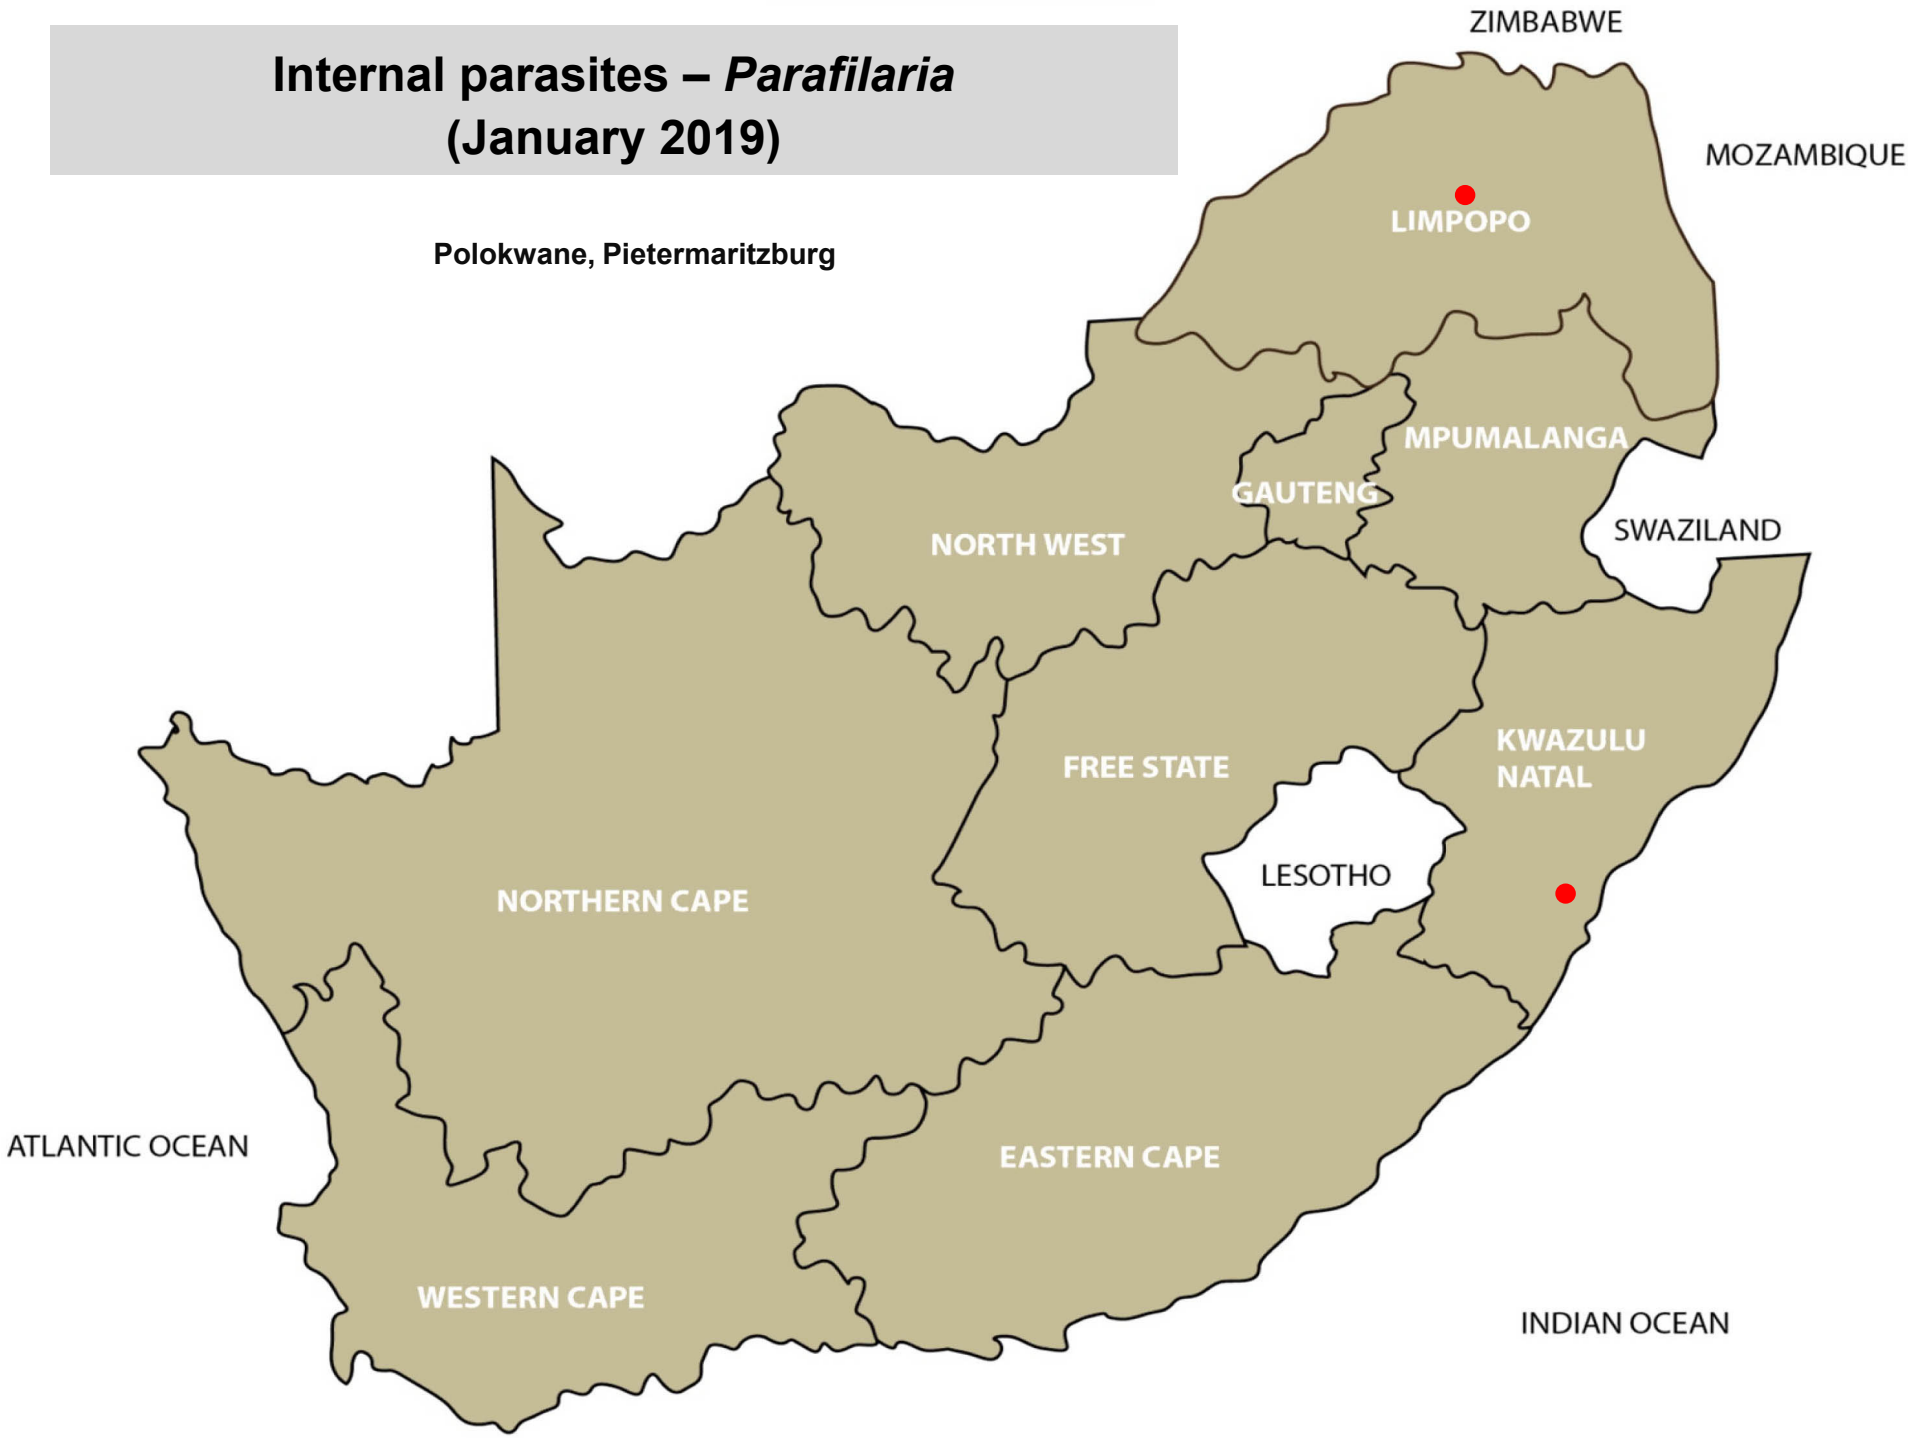 Internal parasites – Parafilaria
(January 2019)
Polokwane, Pietermaritzburg
ZIMBABWE
MOZAMBIQUE
LIMPOPO
MPUMALANGA
GAUTENG
NORTH WEST
SWAZILAND
KWAZULU
NATAL
FREE STATE
LESOTHO
NORTHERN CAPE
ATLANTIC OCEAN
EASTERN CAPE
WESTERN CAPE
INDIAN OCEAN